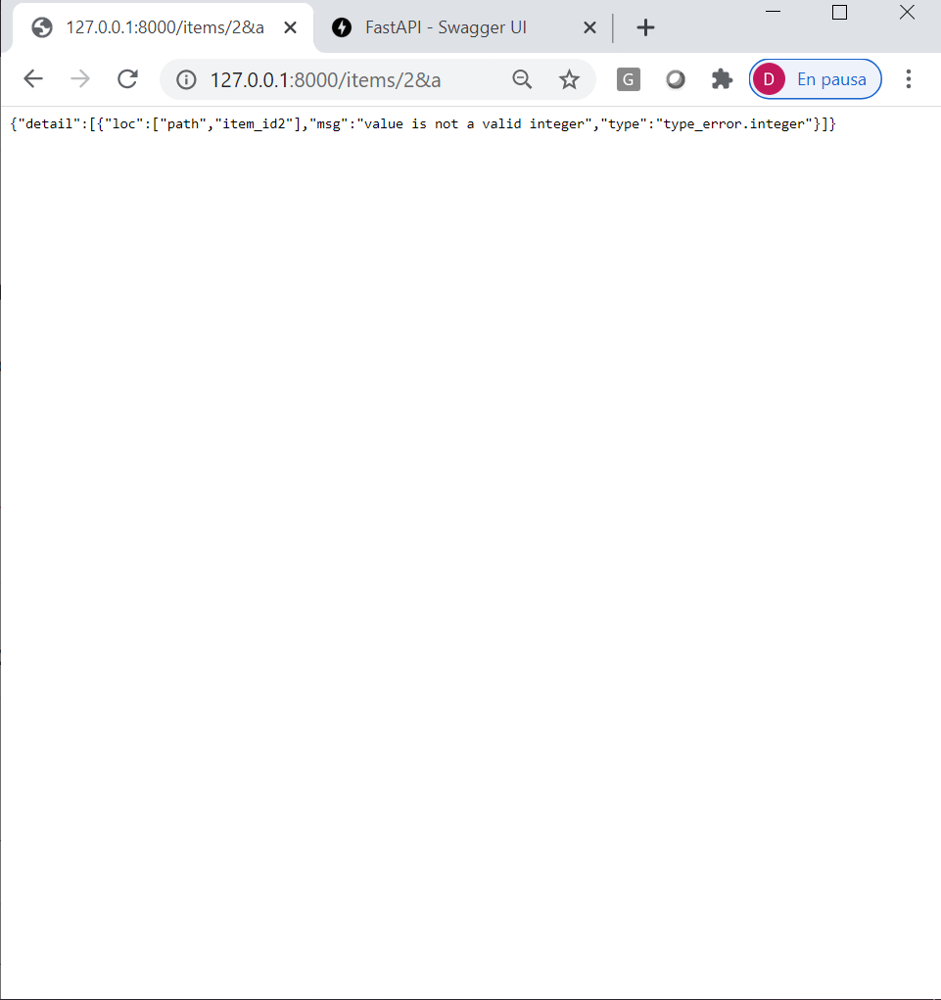 127.0.0.1:8000/items/2&a
FastAPI - Swagger UI
127.0.0.1:8000/items/2&a
G
D
En pausa
{"detail":[{"loc":["path","item_id2"],"msg":"value is not a valid integer","type":"type_error.integer"}]}